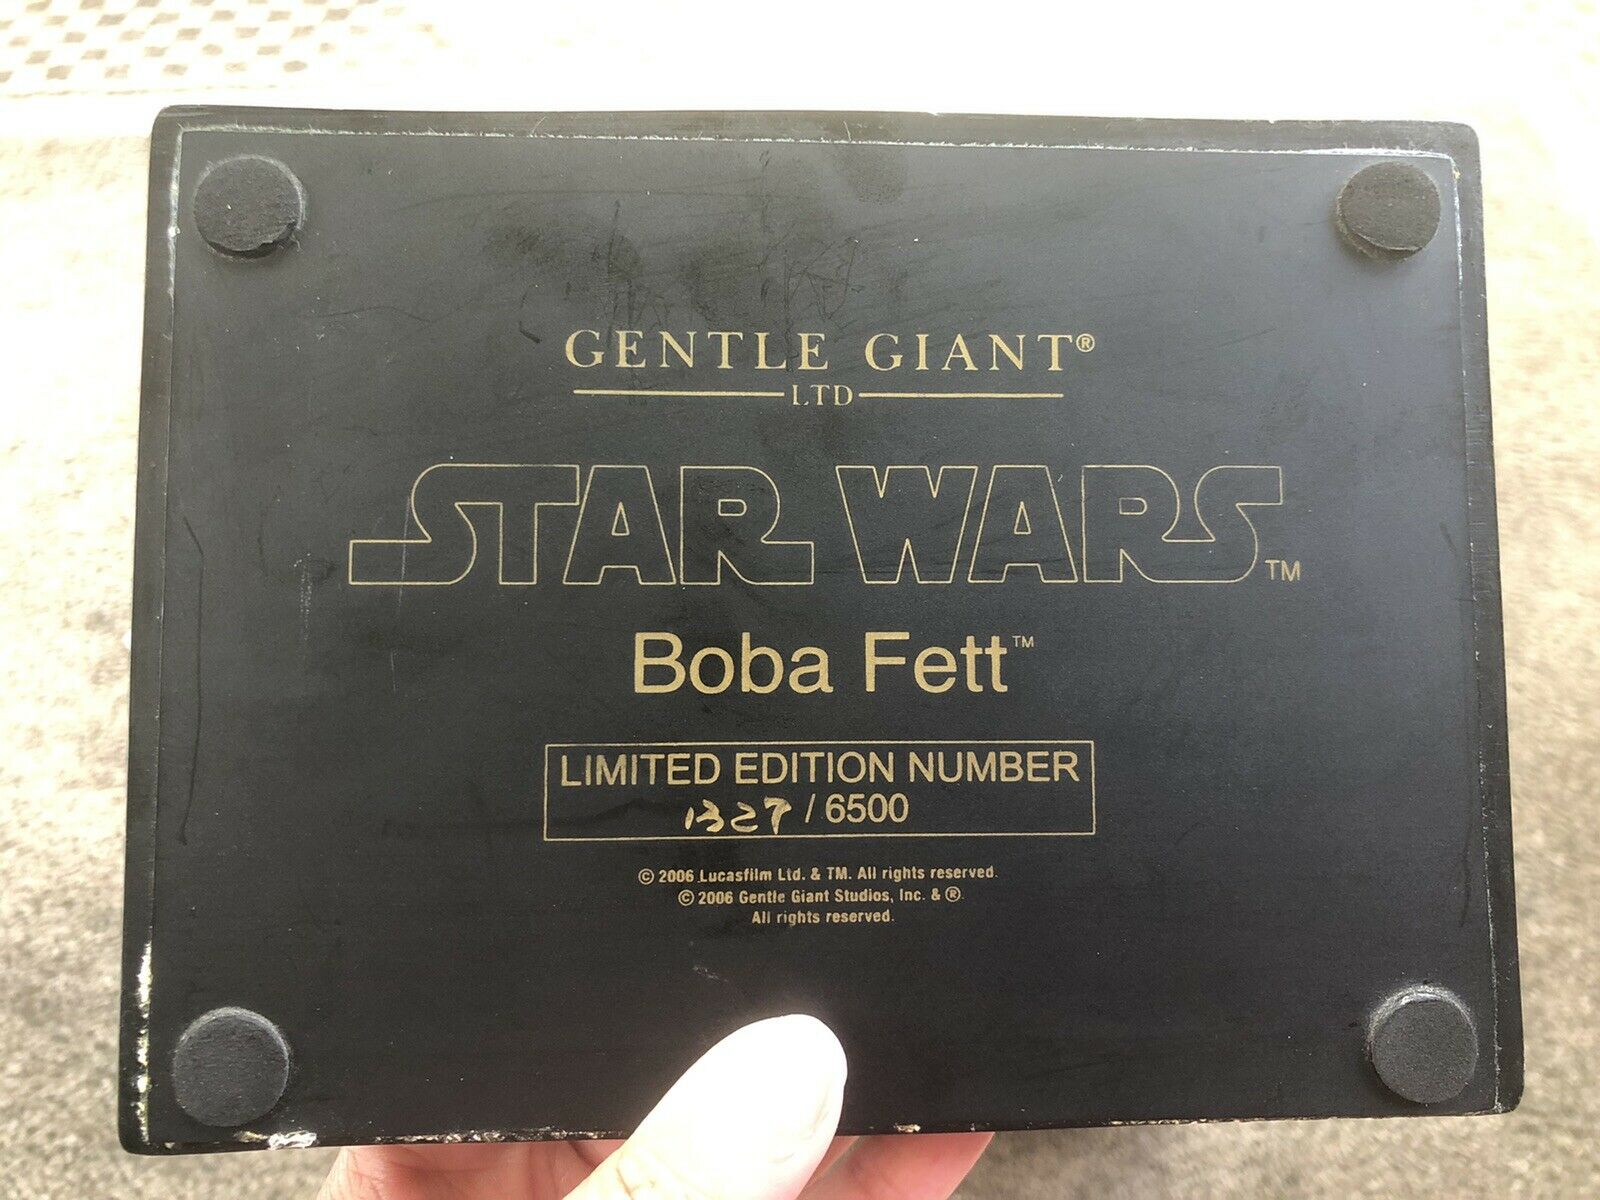 GENTLE GIANT®
LTD
STAR WARS™
Boba Fett™
LIMITED EDITION NUMBER
1327 / 6500
© 2006 Lucasfilm Ltd. & TM. All rights reserved.
© 2006 Gentle Giant Studios, Inc. & ®.
All rights reserved.